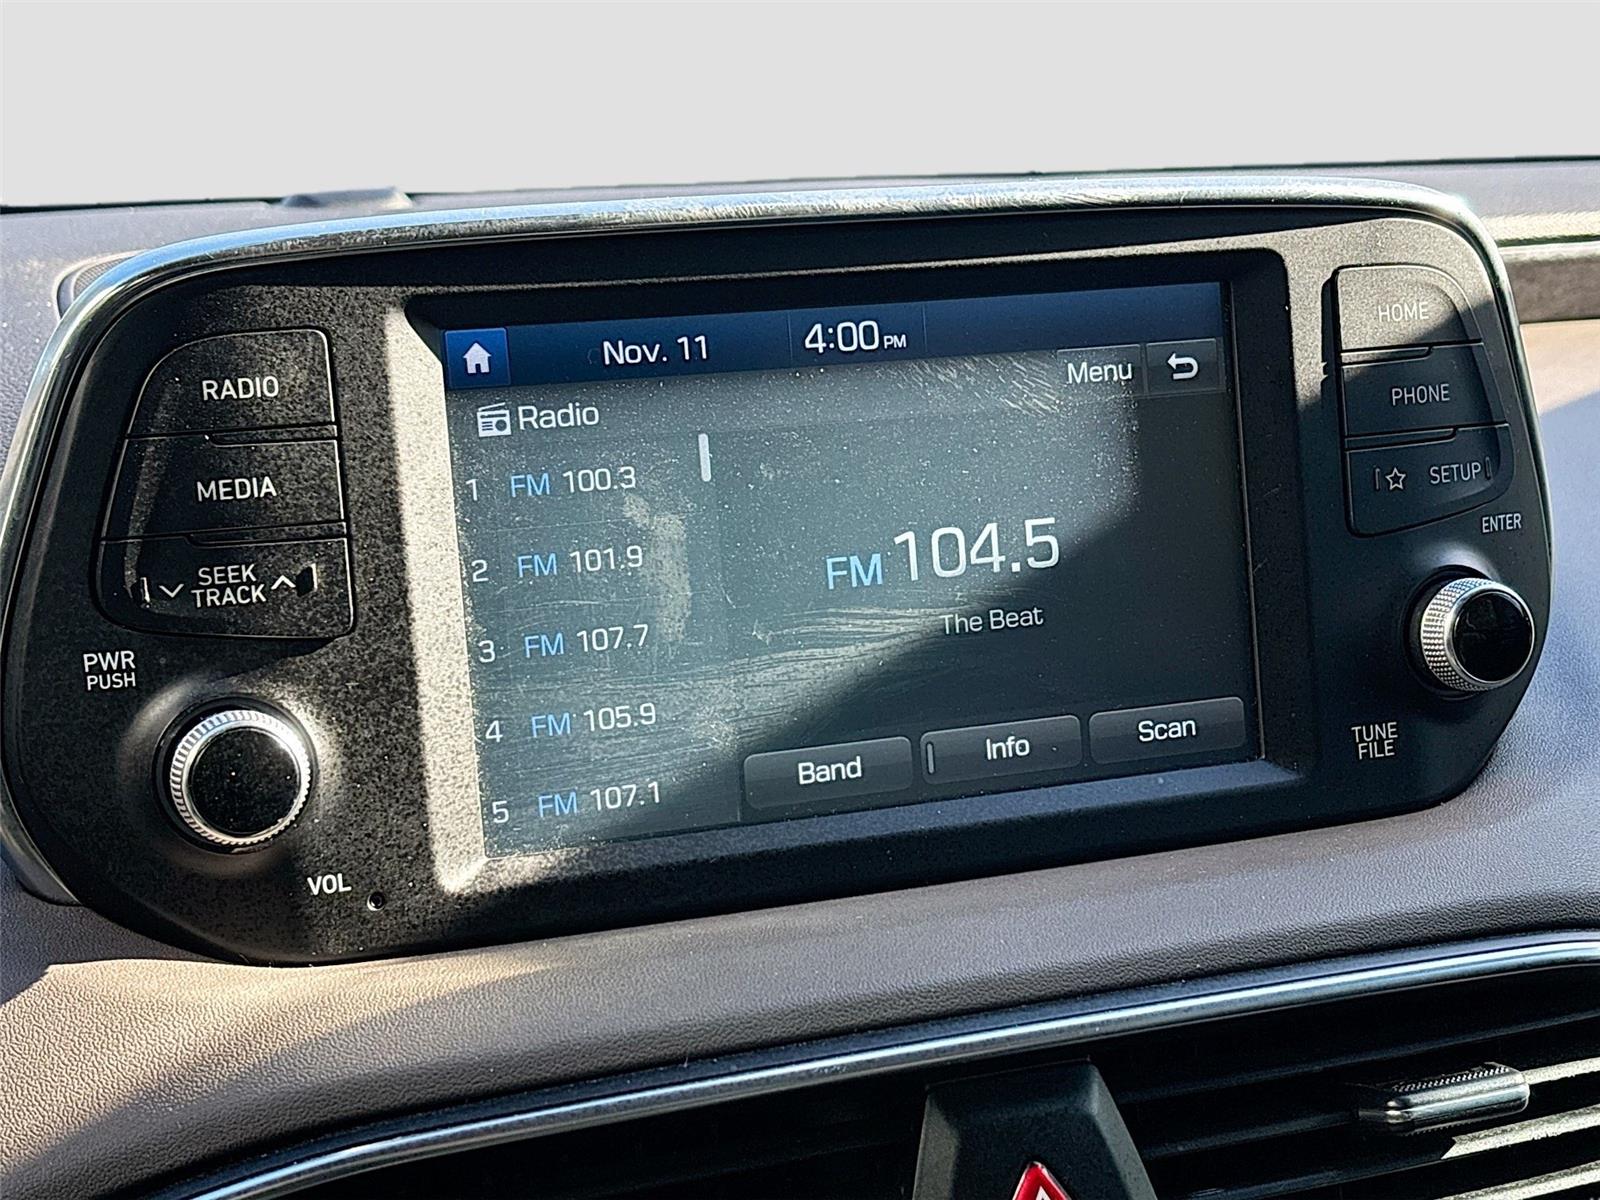 Nov. 11 4:00 PM
Menu
Radio
1 FM 100.3
2 FM 101.9
3 FM 107.7
4 FM 105.9
5 FM 107.1
FM 104.5
The Beat
Band Info Scan
RADIO
MEDIA
SEEK
TRACK
PWR
PUSH
VOL
HOME
PHONE
☆ SETUP
ENTER
TUNE
FILE